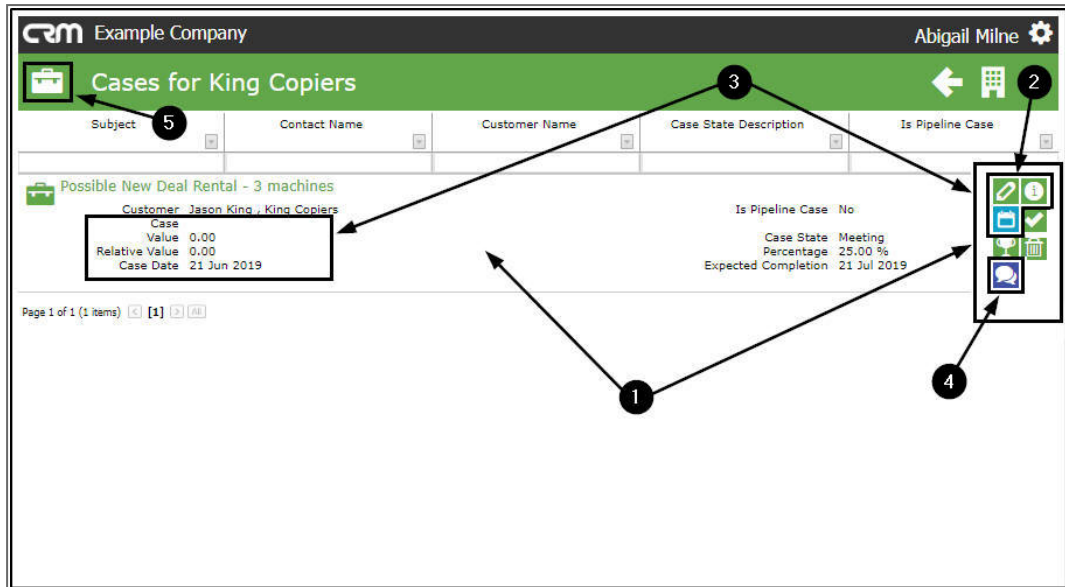 CRM Example Company Abigail Milne
Cases for King Copiers 3 2
Subject 5 Contact Name Customer Name Case State Description Is Pipeline Case
Possible New Deal Rental - 3 machines
Customer Jason King , King Copiers Is Pipeline Case No
Case
Value 0.00 Case State Meeting
Relative Value 0.00 Percentage 25.00 %
Case Date 21 Jun 2019 Expected Completion 21 Jul 2019
Page 1 of 1 (1 items) < [1] > All
1 4